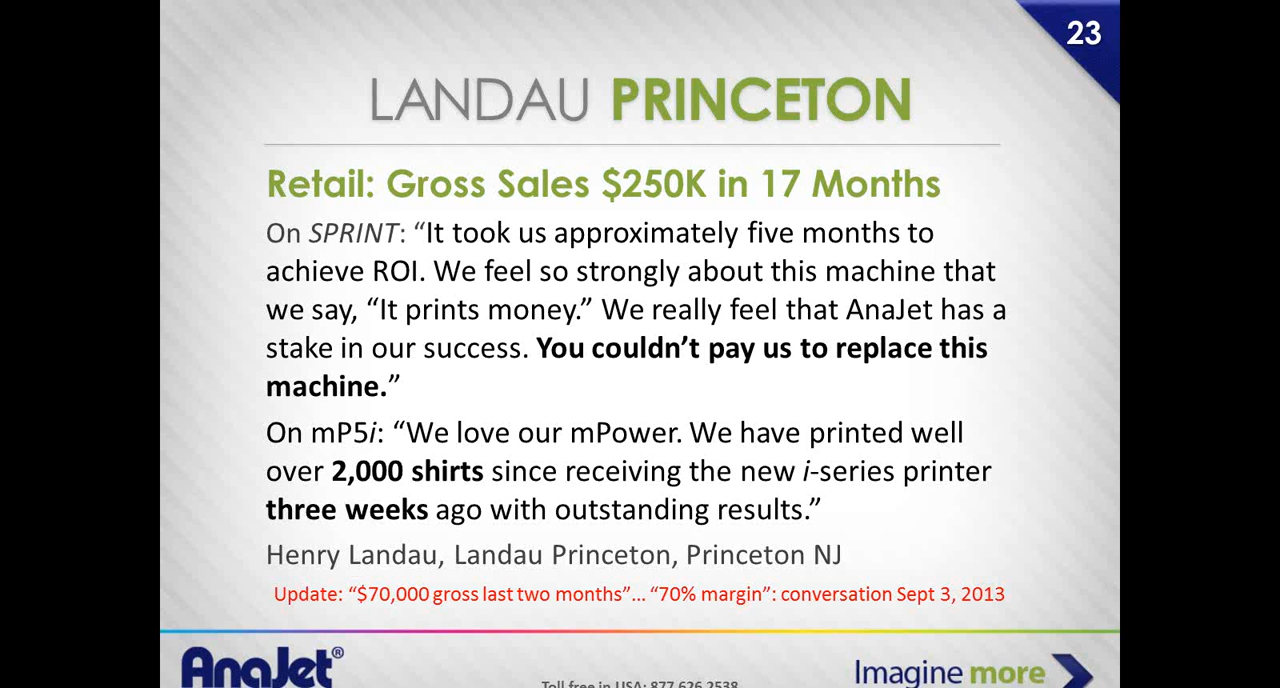 23
LANDAU PRINCETON
Retail: Gross Sales $250K in 17 Months
On SPRINT: “It took us approximately five months to
achieve ROI. We feel so strongly about this machine that
we say, “It prints money.” We really feel that AnaJet has a
stake in our success. You couldn’t pay us to replace this
machine.”
On mP5i: “We love our mPower. We have printed well
over 2,000 shirts since receiving the new i-series printer
three weeks ago with outstanding results.”
Henry Landau, Landau Princeton, Princeton NJ
Update: “$70,000 gross last two months”... “70% margin”: conversation Sept 3, 2013
AnaJet®
Toll free in USA: 877.626.2538
Imagine more